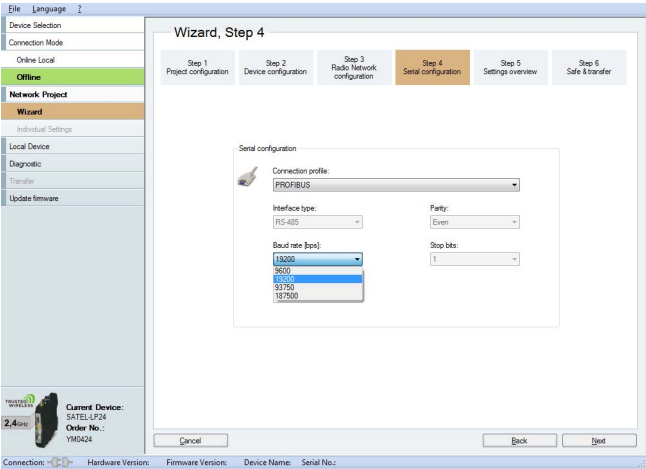 File Language ?
Device Selection
Connection Mode
Online Local
Offline
Network Project
Wizard
Individual Settings
Local Device
Diagnostic
Transfer
Update firmware
Wizard, Step 4
Step 1
Project configuration
Step 2
Device configuration
Step 3
Radio Network
configuration
Step 4
Serial configuration
Step 5
Settings overview
Step 6
Safe & transfer
Serial configuration
Connection profile:
PROFIBUS
Interface type:
RS-485
Parity:
Even
Baud rate [bps]:
19200
Stop bits:
1
9600
19200
93750
187500
TRUSTED
WIRELESS
2,4GHz
Current Device:
SATEL-LP24
Order No.:
YM0424
Cancel
Back
Next
Connection: Hardware Version: Firmware Version: Device Name: Serial No.: